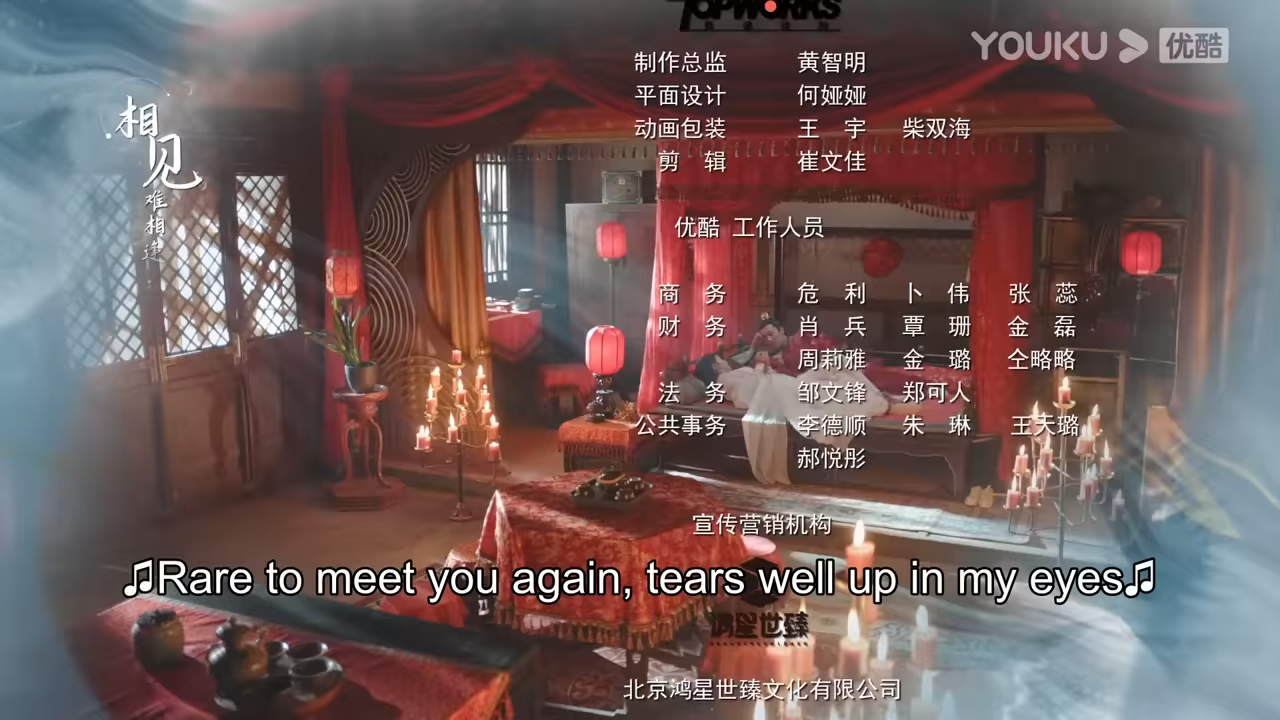 TOPWORKS
YOUKU 优酷
制作总监 黄智明
平面设计 何娅娅
动画包装 王 宇 柴双海
剪 辑 崔文佳
相见
难相逢
优酷 工作人员
商 务 危 利 卜 伟 张 蕊
财 务 肖 兵 覃 珊 金 磊
周莉雅 金 璐 仝略略
法 务 邹文锋 郑可人
公共事务 李德顺 朱 琳 王天璐
郝悦彤
宣传营销机构
♫Rare to meet you again, tears well up in my eyes♫
鸿星世臻
北京鸿星世臻文化有限公司